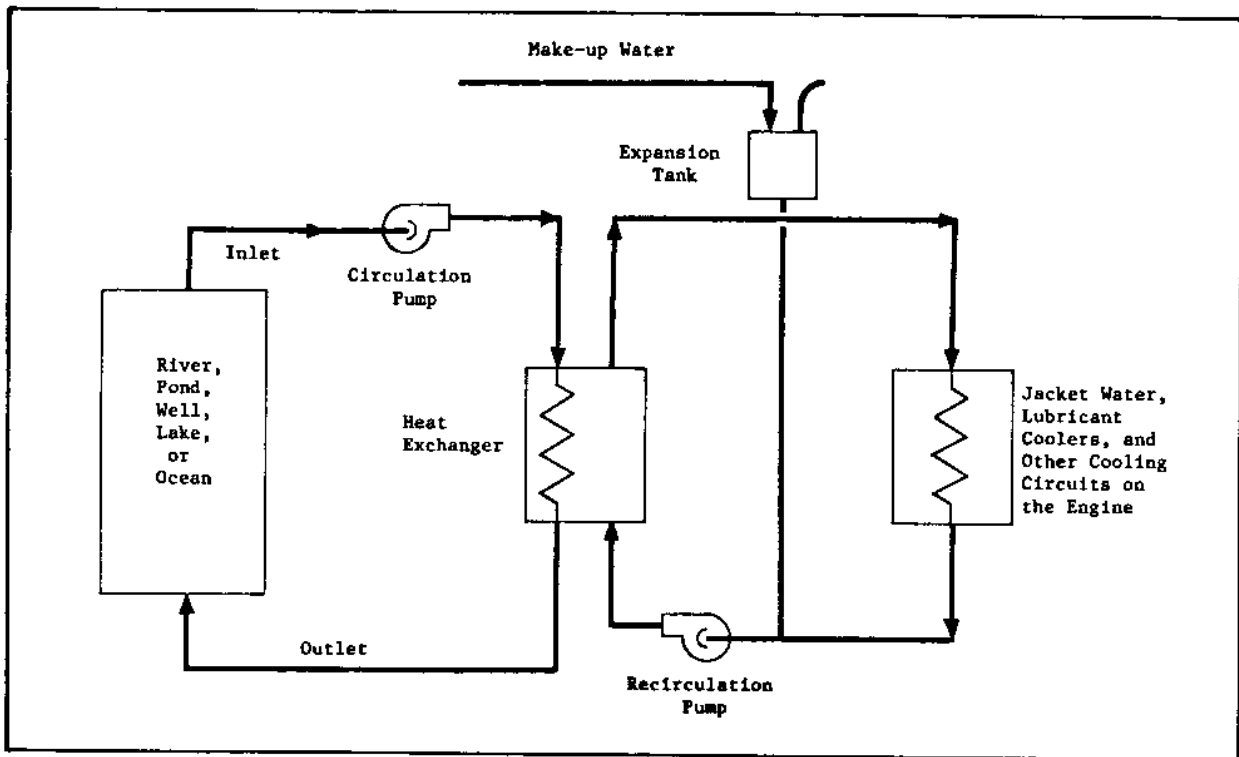 Make-up Water
Expansion
Tank
Inlet
Circulation
Pump
River,
Pond,
Well,
Lake,
or
Ocean
Heat
Exchanger
Jacket Water,
Lubricant
Coolers, and
Other Cooling
Circuits on
the Engine
Outlet
Recirculation
Pump